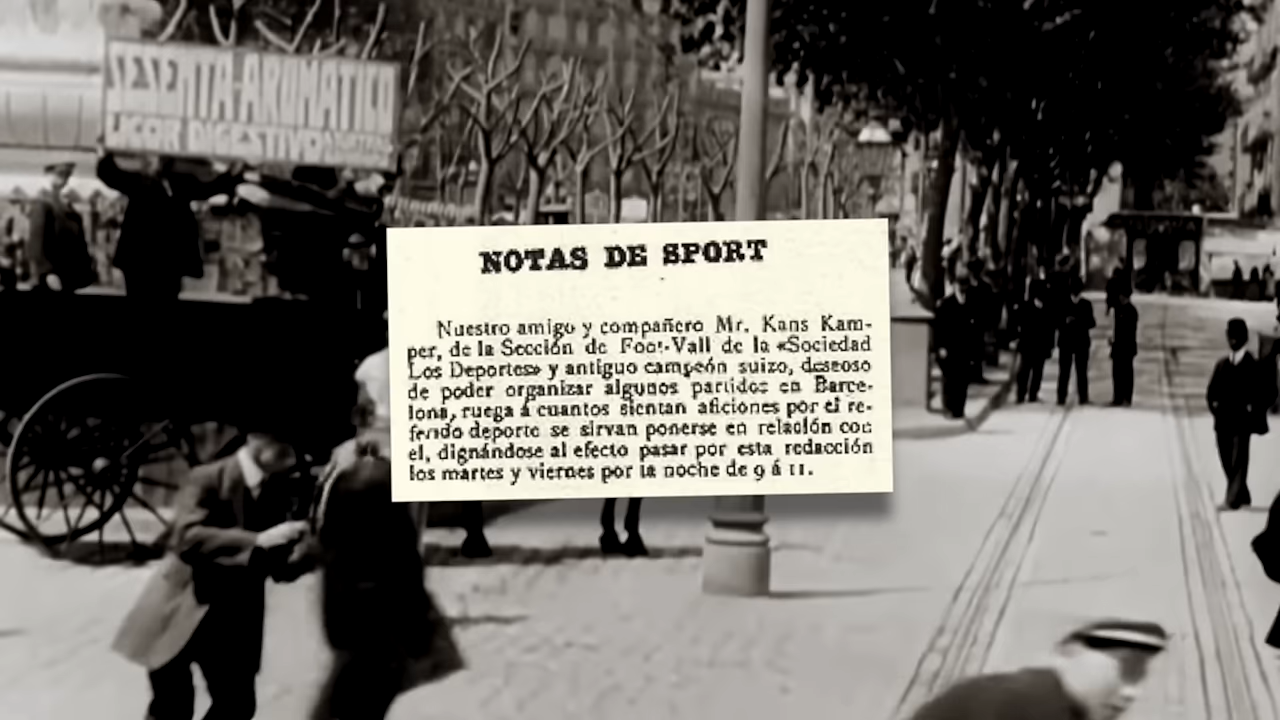 SESENTA-AROMATICO
LICOR DIGESTIVO
NOTAS DE SPORT
Nuestro amigo y compañero Mr. Kans Kam-
per, de la Sección de Foot-Vall de la «Sociedad
Los Deportes» y antiguo campeón suizo, deseoso
de poder organizar algunos partidos en Barce-
lona, ruega á cuantos sientan aficiones por el re-
ferido deporte se sirvan ponerse en relación con
el, dignándose al efecto pasar por esta redacción
los martes y viernes por la noche de 9 á 11.